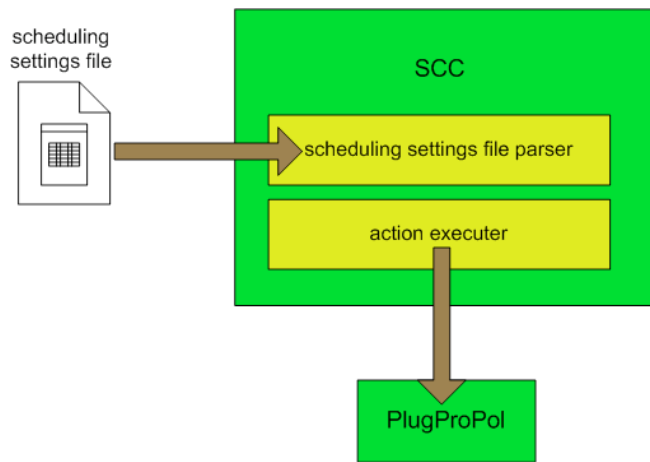 scheduling
settings file
SCC
scheduling settings file parser
action executer
PlugProPol